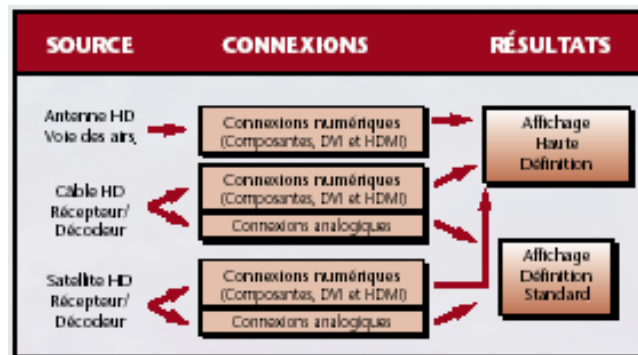 SOURCE
CONNEXIONS
RÉSULTATS
Antenne HD
Voie des airs
Connexions numériques
(Composantes, DVI et HDMI)
Affichage
Haute
Définition
Câble HD
Récepteur/
Décodeur
Connexions numériques
(Composantes, DVI et HDMI)
Connexions analogiques
Satellite HD
Récepteur/
Décodeur
Connexions numériques
(Composantes, DVI et HDMI)
Connexions analogiques
Affichage
Définition
Standard